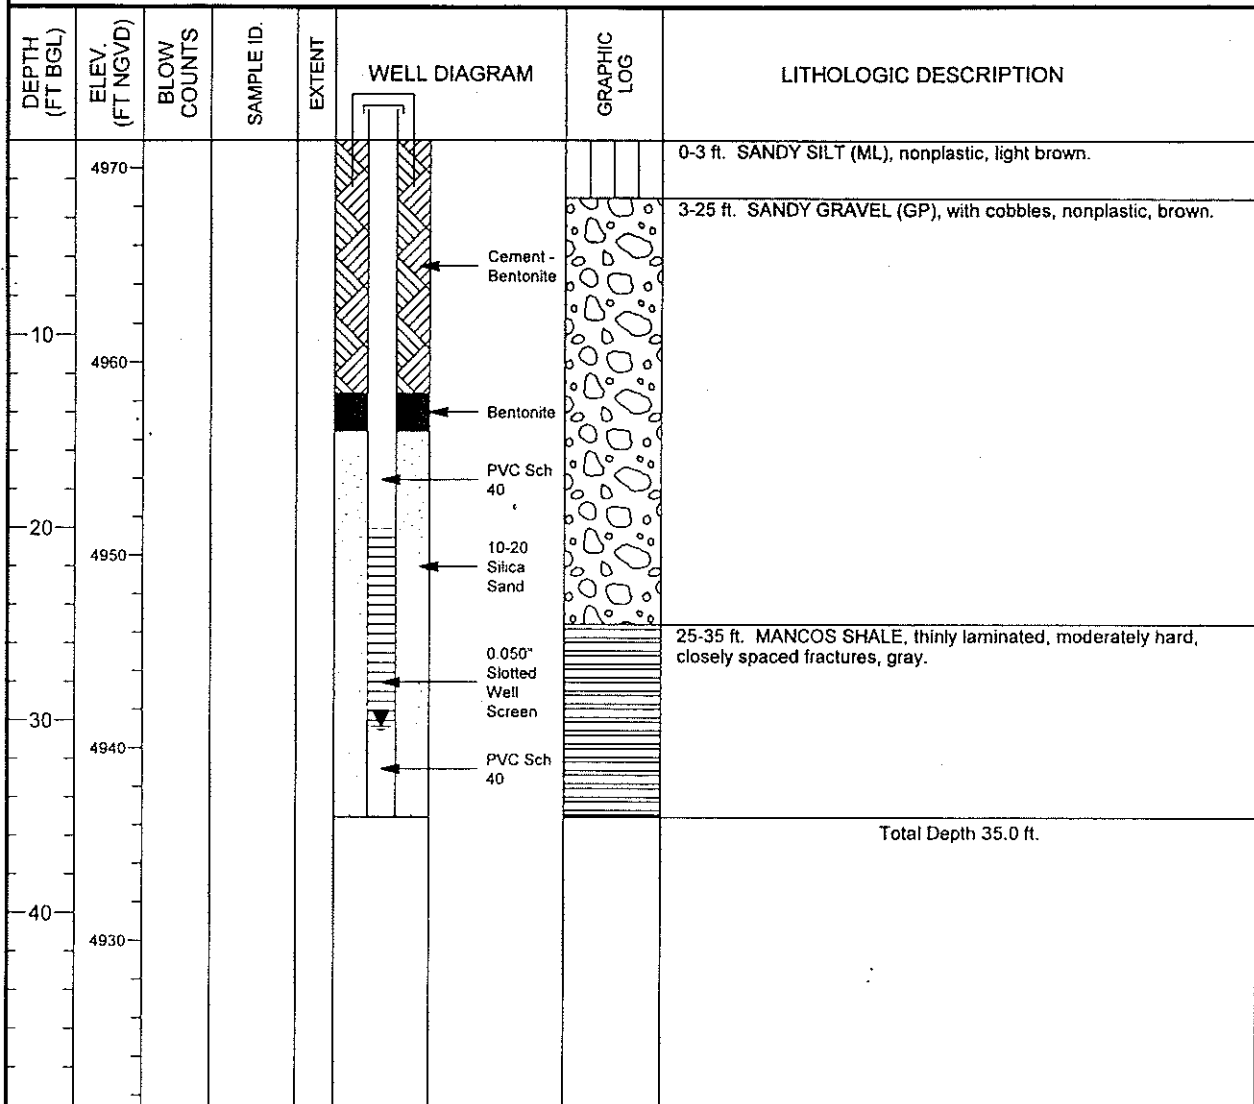 DEPTH
(FT BGL)
ELEV.
(FT NGVD)
BLOW
COUNTS
SAMPLE ID.
EXTENT
WELL DIAGRAM
GRAPHIC
LOG
LITHOLOGIC DESCRIPTION
4970
0-3 ft. SANDY SILT (ML), nonplastic, light brown.
3-25 ft. SANDY GRAVEL (GP), with cobbles, nonplastic, brown.
Cement -
Bentonite
10
4960
Bentonite
PVC Sch
40
20
4950
10-20
Silica
Sand
25-35 ft. MANCOS SHALE, thinly laminated, moderately hard,
closely spaced fractures, gray.
0.050"
Slotted
Well
Screen
30
4940
PVC Sch
40
Total Depth 35.0 ft.
40
4930